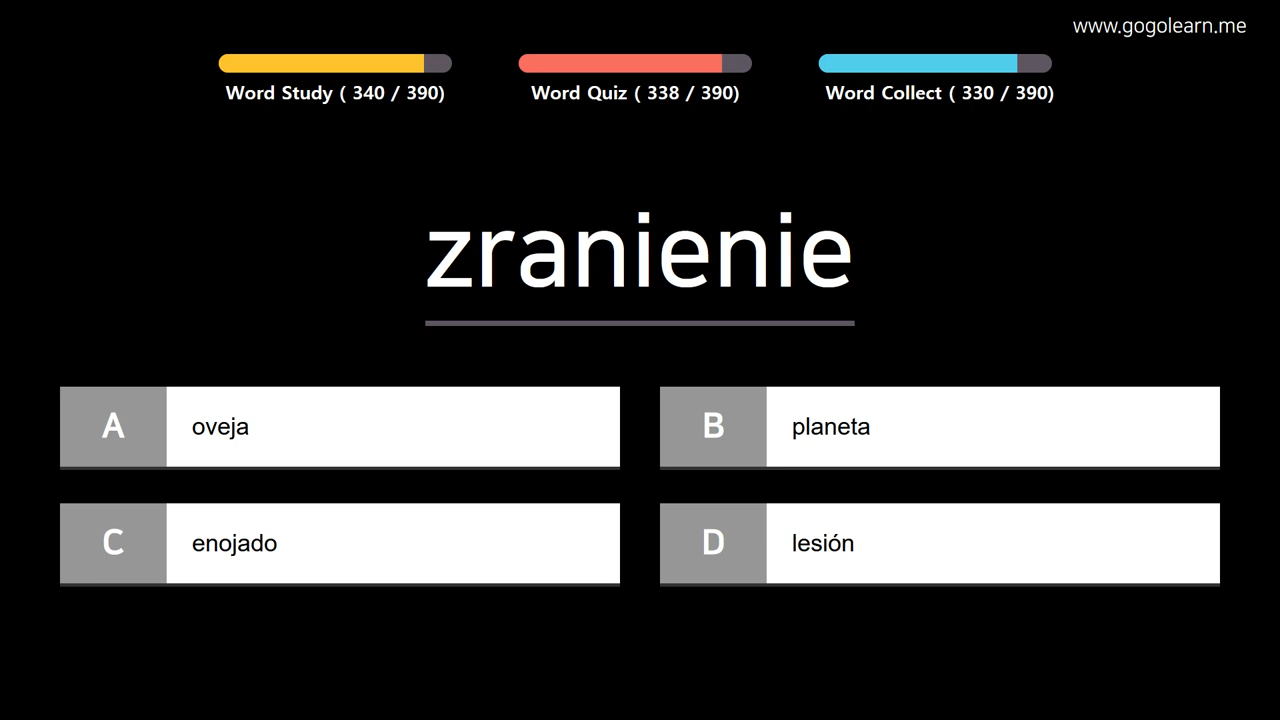 www.gogolearn.me
Word Study ( 340 / 390)
Word Quiz ( 338 / 390)
Word Collect ( 330 / 390)
zranienie
A oveja
B planeta
C enojado
D lesión